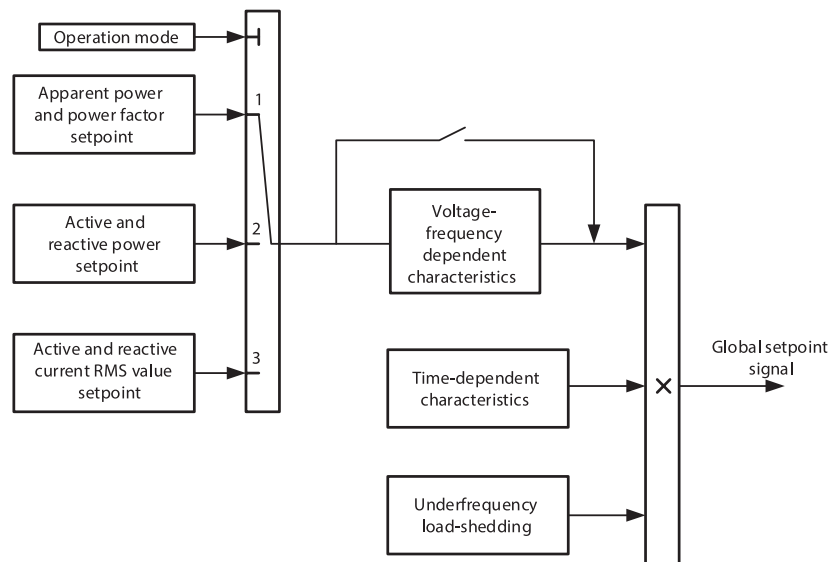 Operation mode
Apparent power
and power factor
setpoint
1
Active and
reactive power
setpoint
2
Active and reactive
current RMS value
setpoint
3
Voltage-
frequency
dependent
characteristics
Time-dependent
characteristics
Underfrequency
load-shedding
×
Global setpoint
signal